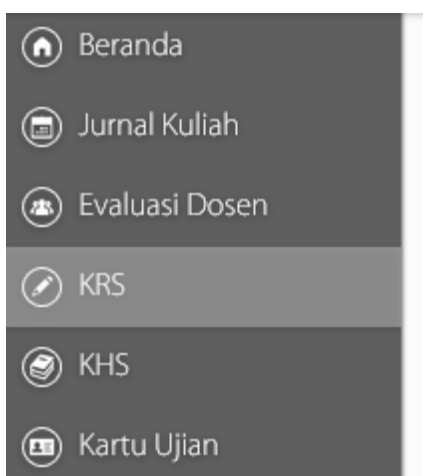 Beranda
Jurnal Kuliah
Evaluasi Dosen
KRS
KHS
Kartu Ujian